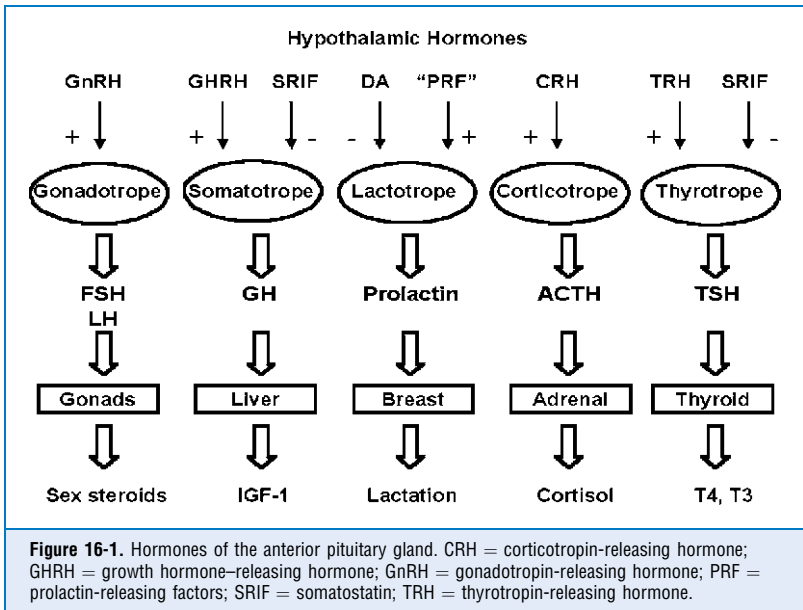 Hypothalamic Hormones
GnRH GHRH SRIF DA “PRF” CRH TRH SRIF
+ + - - + + + -
Gonadotrope Somatotrope Lactotrope Corticotrope Thyrotrope
FSH GH Prolactin ACTH TSH
LH
Gonads Liver Breast Adrenal Thyroid
Sex steroids IGF-1 Lactation Cortisol T4, T3
Figure 16-1. Hormones of the anterior pituitary gland. CRH = corticotropin-releasing hormone;
GHRH = growth hormone–releasing hormone; GnRH = gonadotropin-releasing hormone; PRF =
prolactin-releasing factors; SRIF = somatostatin; TRH = thyrotropin-releasing hormone.